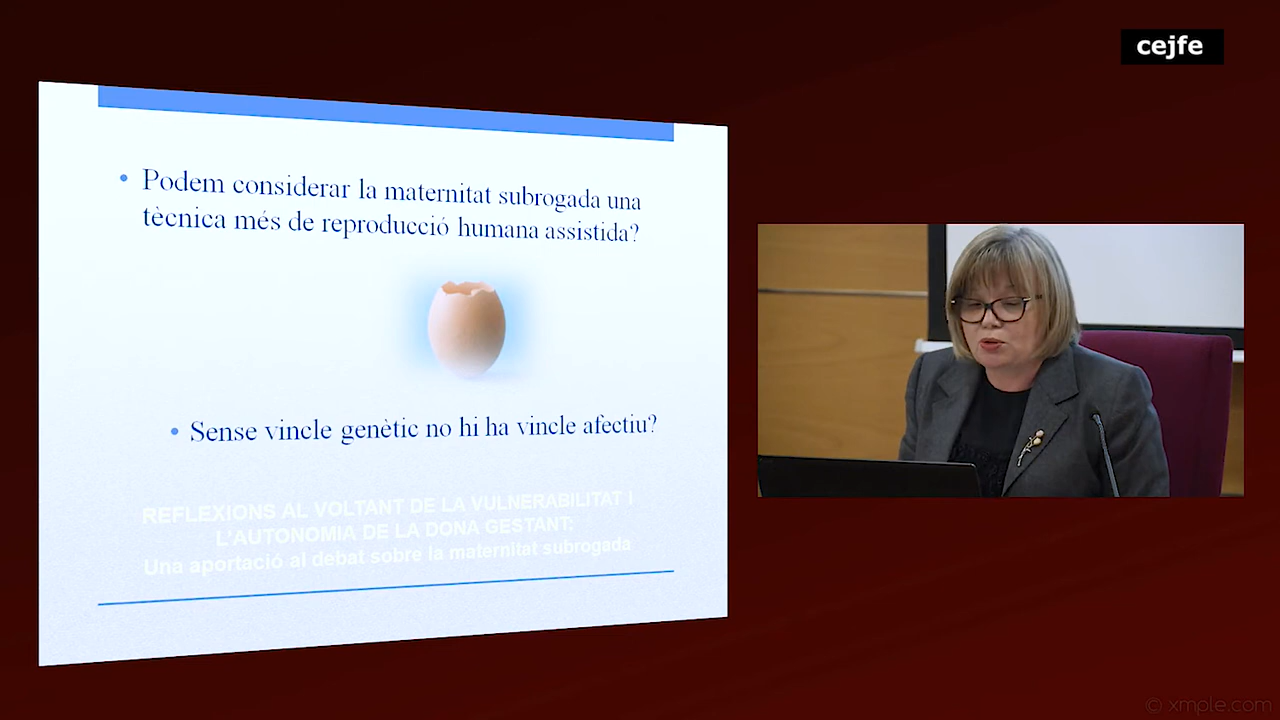 cejfe
Podem considerar la maternitat subrogada una
tècnica més de reproducció humana assistida?
Sense vincle genètic no hi ha vincle afectiu?
REFLEXIONS AL VOLTANT DE LA VULNERABILITAT I
L'AUTONOMIA DE LA DONA GESTANT:
Una aportació al debat sobre la maternitat subrogada
© xmple.com